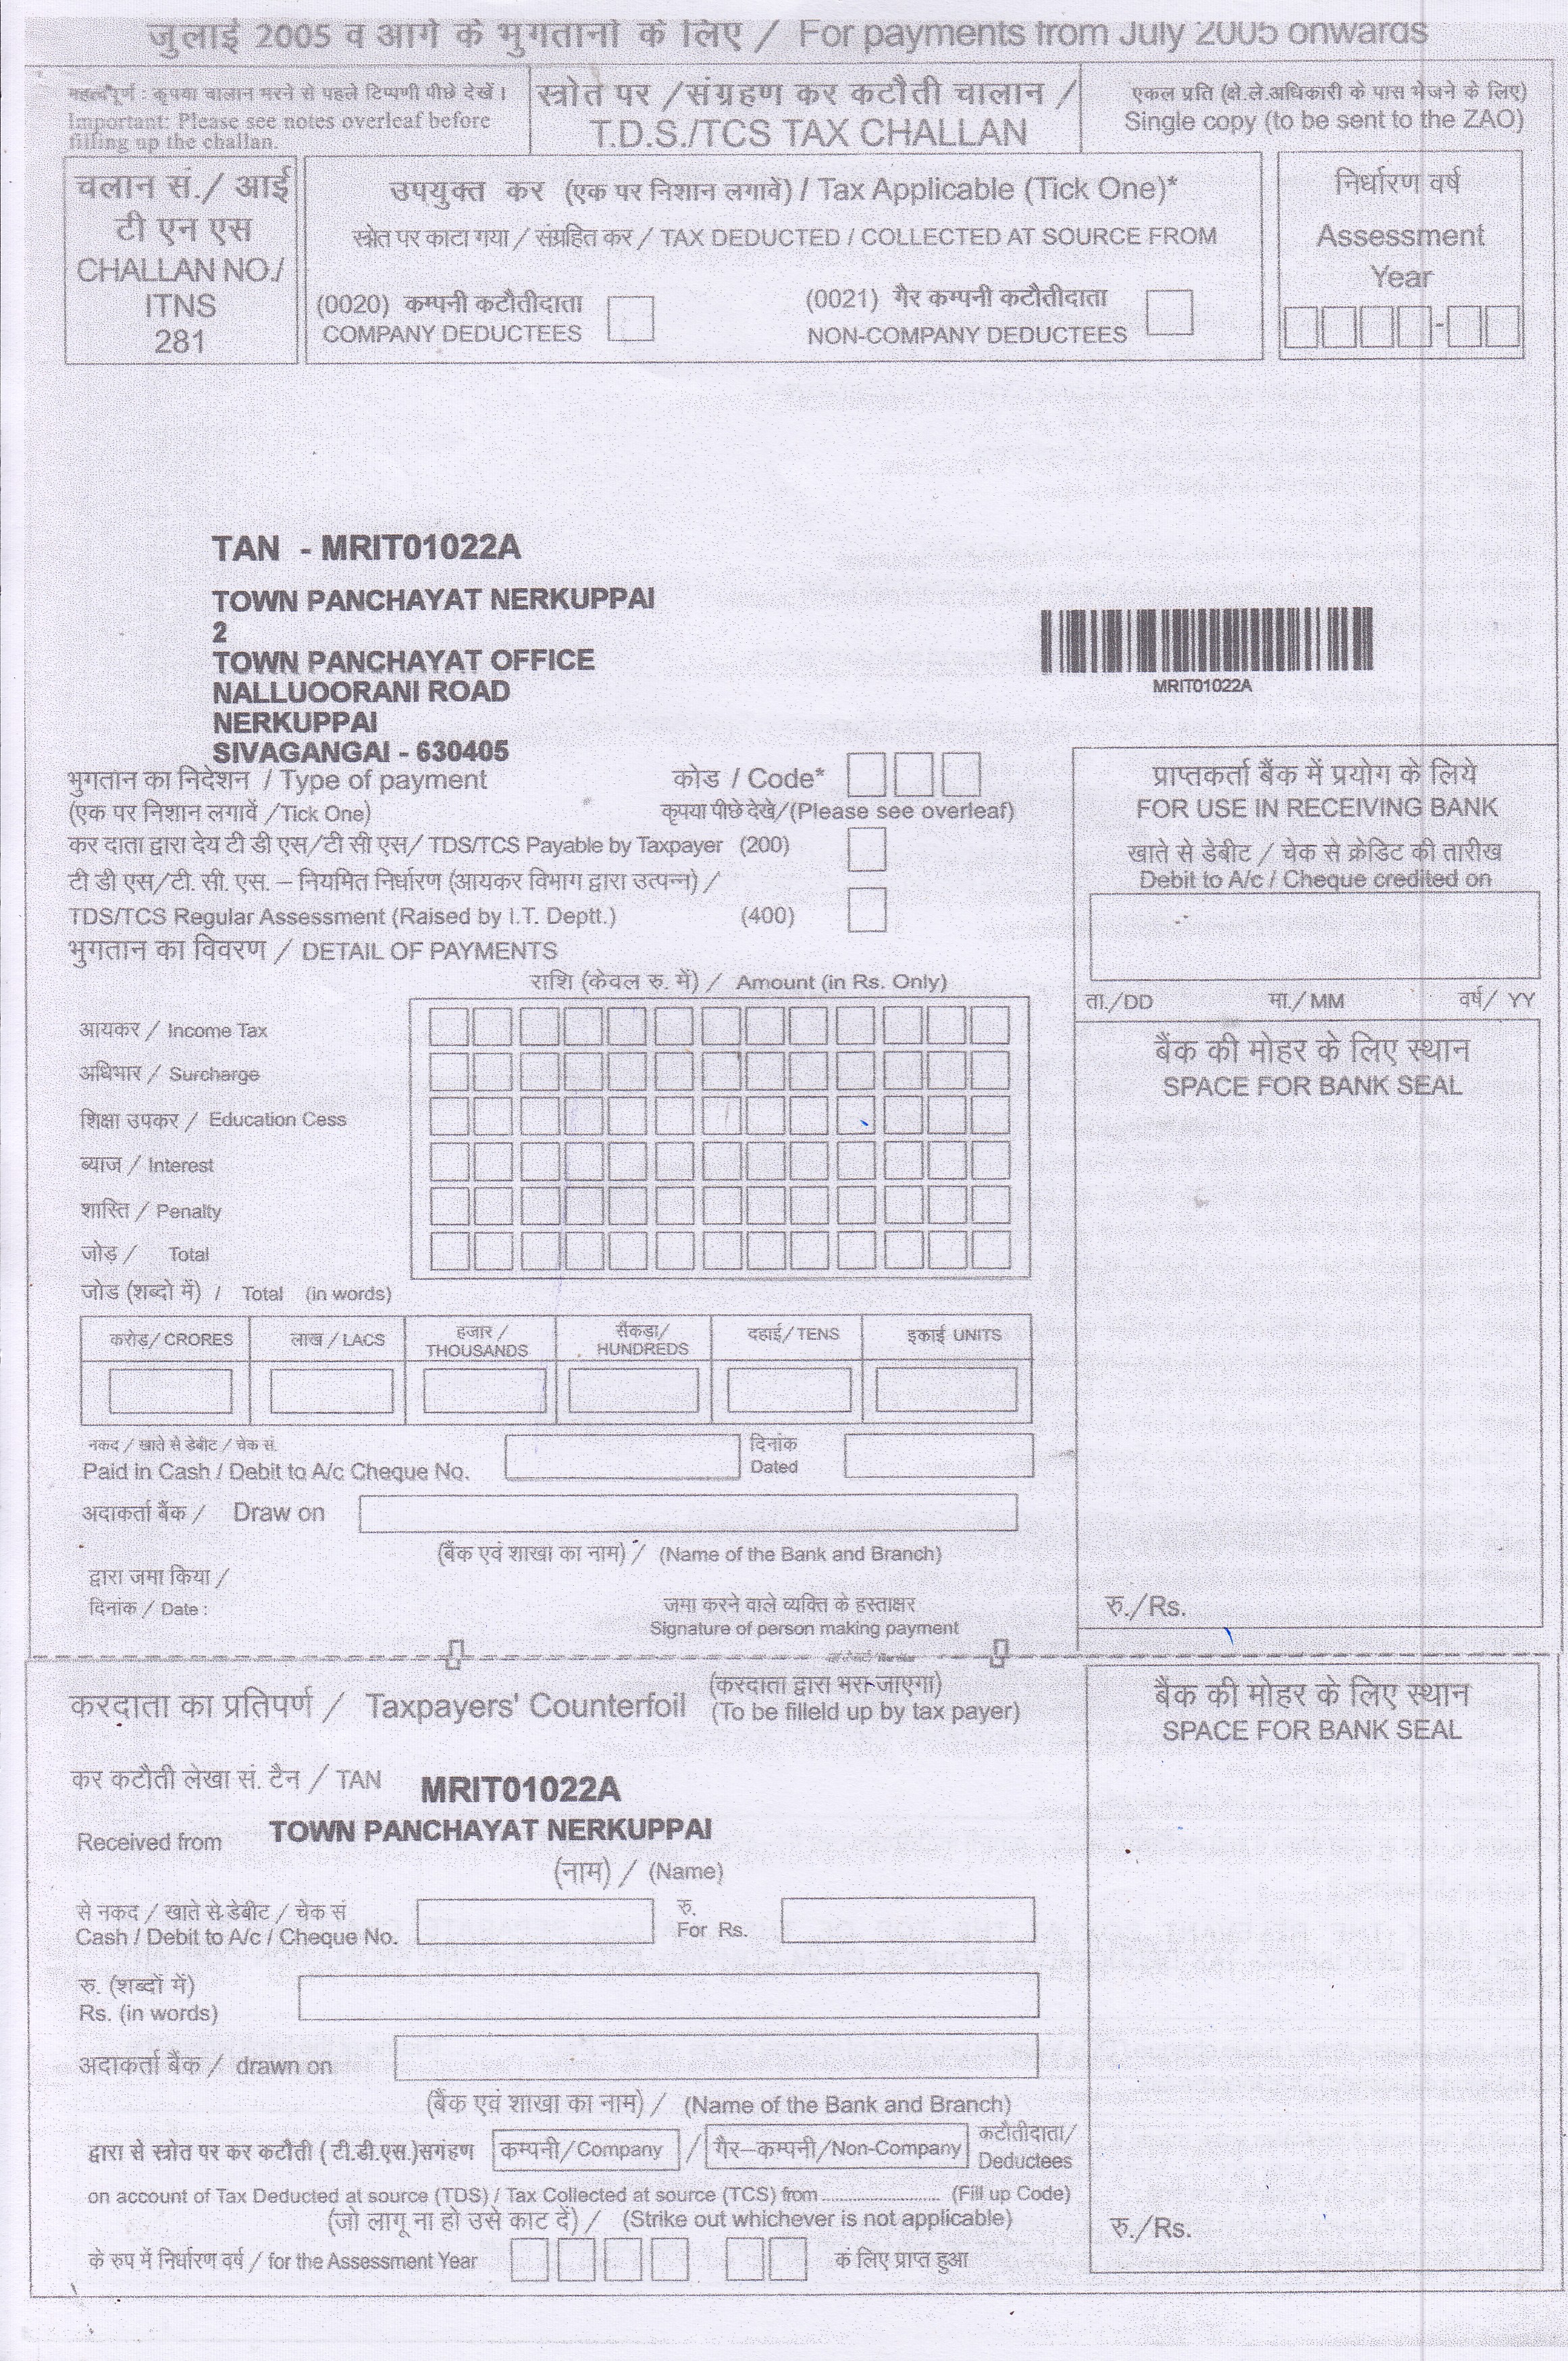 जुलाई 2005 व आगे के भुगतानों के लिए / For payments from July 2005 onwards
महत्वपूर्ण : कृपया चालान भरने से पहले टिप्पणी पीछे देखें।
Important: Please see notes overleaf before
filling up the challan.
स्त्रोत पर /संग्रहण कर कटौती चालान /
T.D.S./TCS TAX CHALLAN
एकल प्रति (क्षे.ले.अधिकारी के पास भेजने के लिए)
Single copy (to be sent to the ZAO)
चलान सं./ आई
टी एन एस
CHALLAN NO./
ITNS
281
उपयुक्त कर (एक पर निशान लगावें) / Tax Applicable (Tick One)*
स्त्रोत पर काटा गया / संग्रहित कर / TAX DEDUCTED / COLLECTED AT SOURCE FROM
(0020) कम्पनी कटौतीदाता
COMPANY DEDUCTEES
(0021) गैर कम्पनी कटौतीदाता
NON-COMPANY DEDUCTEES
निर्धारण वर्ष
Assessment
Year
-
TAN - MRIT01022A
TOWN PANCHAYAT NERKUPPAI
2
TOWN PANCHAYAT OFFICE
NALLUOORANI ROAD
NERKUPPAI
SIVAGANGAI - 630405
MRIT01022A
भुगतान का निदेशन / Type of payment
कोड / Code*
(एक पर निशान लगावें /Tick One)
कृपया पीछे देखे/(Please see overleaf)
कर दाता द्वारा देय टी डी एस/टी सी एस/ TDS/TCS Payable by Taxpayer (200)
टी डी एस/टी. सी. एस. – नियमित निर्धारण (आयकर विभाग द्वारा उत्पन्न) /
TDS/TCS Regular Assessment (Raised by I.T. Deptt.) (400)
भुगतान का विवरण / DETAIL OF PAYMENTS
राशि (केवल रु. में) / Amount (in Rs. Only)
आयकर / Income Tax
अधिभार / Surcharge
शिक्षा उपकर / Education Cess
ब्याज / Interest
शास्ति / Penalty
जोड़ / Total
जोड (शब्दो में) / Total (in words)
करोड़/ CRORES
लाख / LACS
हजार /
THOUSANDS
सैंकडा/
HUNDREDS
दहाई/ TENS
इकाई UNITS
नकद / खाते से डेबीट / चेक सं.
Paid in Cash / Debit to A/c Cheque No.
दिनांक
Dated
अदाकर्ता बैंक / Draw on
(बैंक एवं शाखा का नाम) / (Name of the Bank and Branch)
द्वारा जमा किया /
दिनांक / Date :
जमा करने वाले व्यक्ति के हस्ताक्षर
Signature of person making payment
प्राप्तकर्ता बैंक में प्रयोग के लिये
FOR USE IN RECEIVING BANK
खाते से डेबीट / चेक से क्रेडिट की तारीख
Debit to A/c / Cheque credited on
ता./DD मा./MM वर्ष/ YY
बैंक की मोहर के लिए स्थान
SPACE FOR BANK SEAL
रु./Rs.
करदाता का प्रतिपर्ण / Taxpayers' Counterfoil
(करदाता द्वारा भरा जाएगा)
(To be filleld up by tax payer)
कर कटौती लेखा सं. टैन / TAN MRIT01022A
Received from TOWN PANCHAYAT NERKUPPAI
(नाम) / (Name)
से नकद / खाते से डेबीट / चेक सं
Cash / Debit to A/c / Cheque No.
रु.
For Rs.
रु. (शब्दों में)
Rs. (in words)
अदाकर्ता बैंक / drawn on
(बैंक एवं शाखा का नाम) / (Name of the Bank and Branch)
द्वारा से स्त्रोत पर कर कटौती ( टी.डी.एस.)सगंहण कम्पनी/Company / गैर–कम्पनी/Non-Company
कटौतीदाता/
Deductees
on account of Tax Deducted at source (TDS) / Tax Collected at source (TCS) from........................ (Fill up Code)
(जो लागू ना हो उसे काट दें) / (Strike out whichever is not applicable)
के रुप में निर्धारण वर्ष / for the Assessment Year
कं लिए प्राप्त हुआ
बैंक की मोहर के लिए स्थान
SPACE FOR BANK SEAL
रु./Rs.